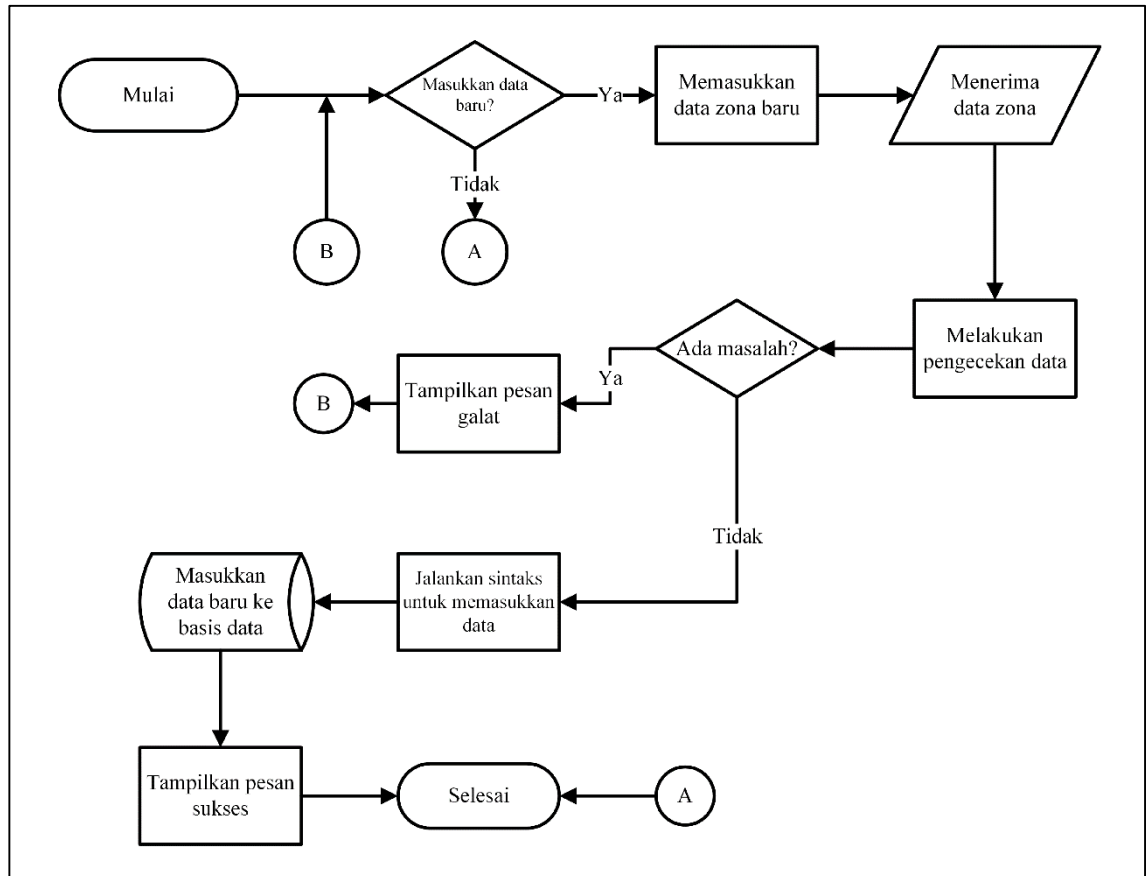 Mulai
Masukkan data
baru?
Ya
Memasukkan
data zona baru
Menerima
data zona
Tidak
B
A
Ada masalah?
Melakukan
pengecekan data
Ya
Tampilkan pesan
galat
B
Tidak
Masukkan
data baru ke
basis data
Jalankan sintaks
untuk memasukkan
data
Tampilkan pesan
sukses
Selesai
A